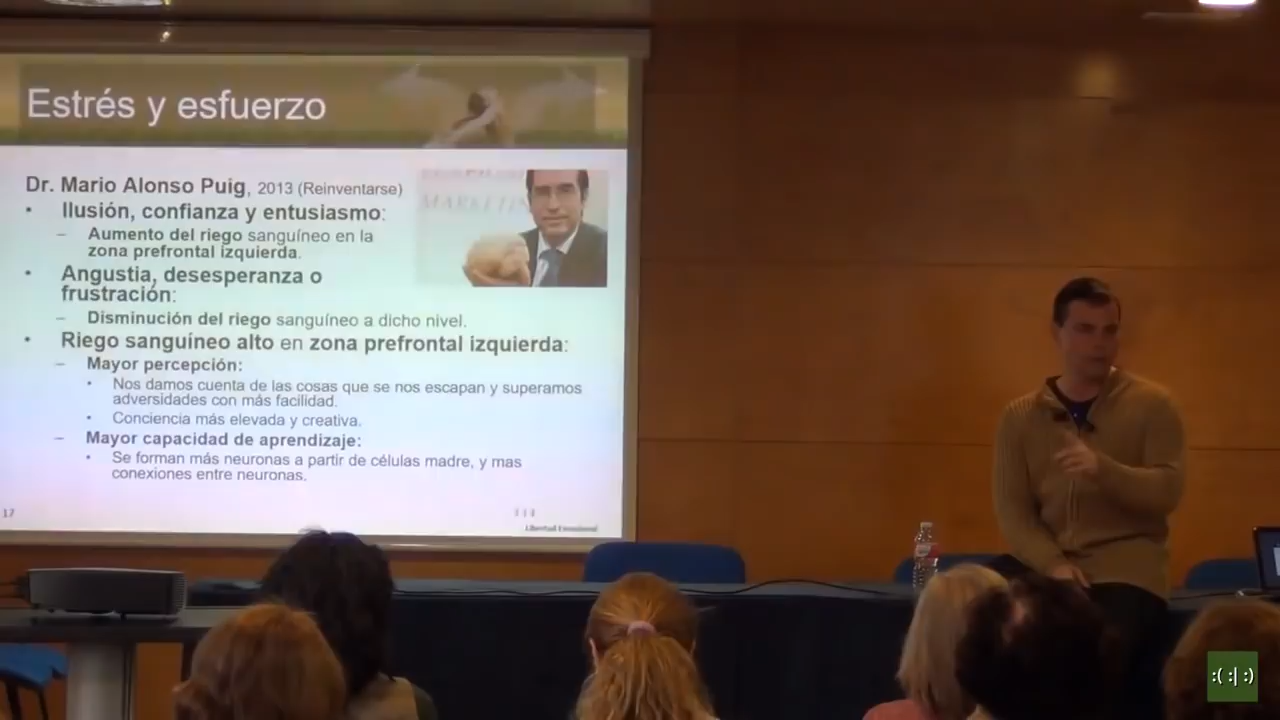 Estrés y esfuerzo
Dr. Mario Alonso Puig, 2013 (Reinventarse)
• Ilusión, confianza y entusiasmo:
– Aumento del riego sanguíneo en la
zona prefrontal izquierda.
• Angustia, desesperanza o
frustración:
– Disminución del riego sanguíneo a dicho nivel.
• Riego sanguíneo alto en zona prefrontal izquierda:
– Mayor percepción:
• Nos damos cuenta de las cosas que se nos escapan y superamos
adversidades con más facilidad.
• Conciencia más elevada y creativa.
– Mayor capacidad de aprendizaje:
• Se forman más neuronas a partir de células madre, y mas
conexiones entre neuronas.
17
Libertad Emocional
:( :| :)